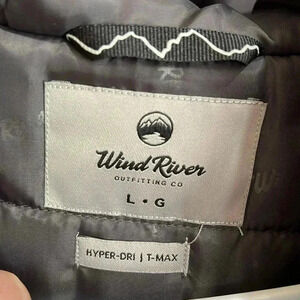 Wind River
OUTFITTING CO
L • G
HYPER-DRI | T-MAX